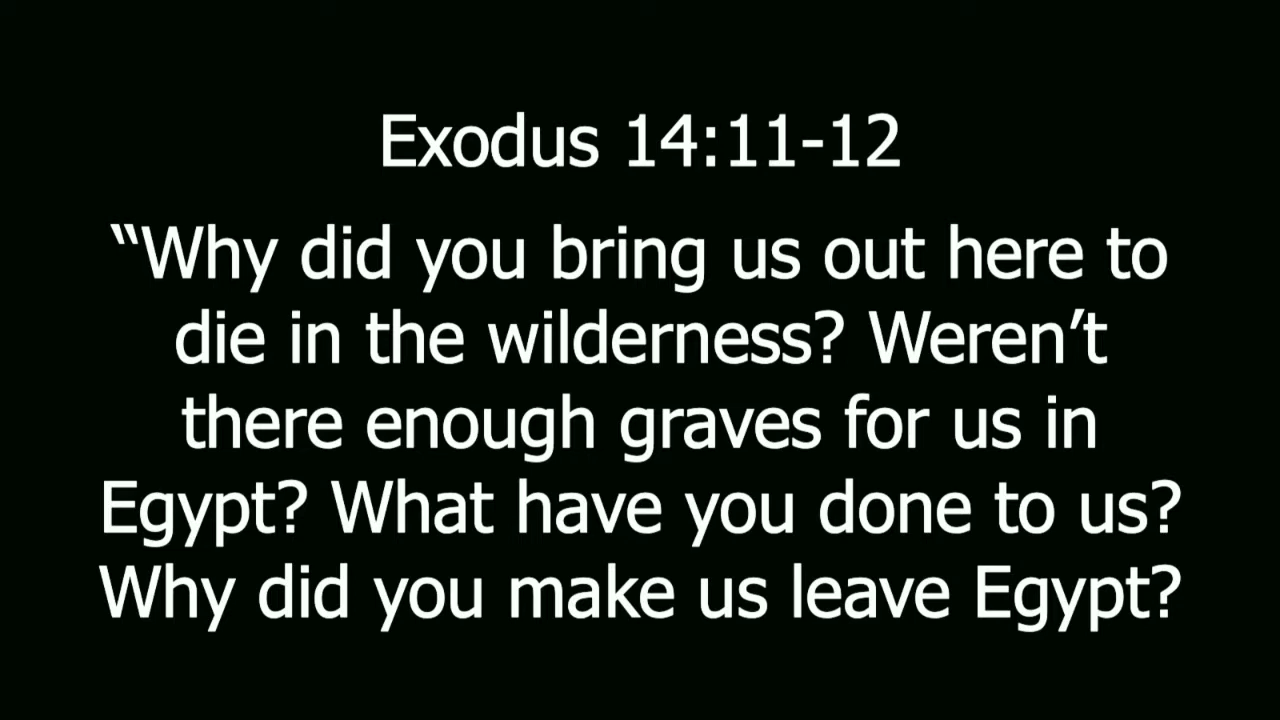 Exodus 14:11-12
“Why did you bring us out here to
die in the wilderness? Weren’t
there enough graves for us in
Egypt? What have you done to us?
Why did you make us leave Egypt?